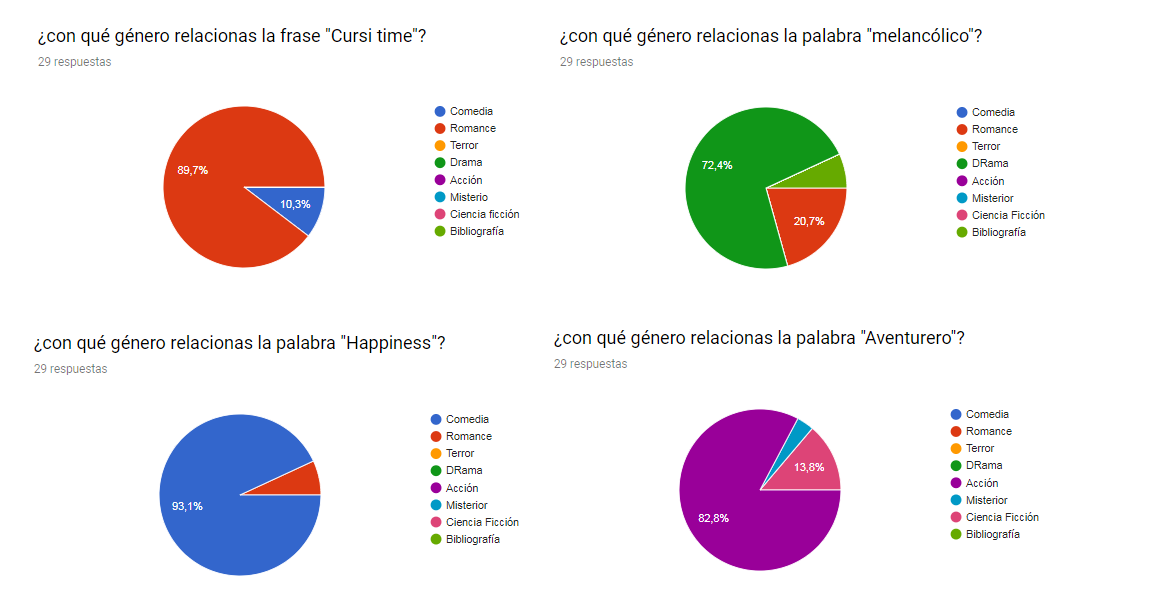 ¿con qué género relacionas la frase "Cursi time"?
29 respuestas
89,7%
10,3%
Comedia
Romance
Terror
Drama
Acción
Misterio
Ciencia ficción
Bibliografía
¿con qué género relacionas la palabra "melancólico"?
29 respuestas
72,4%
20,7%
Comedia
Romance
Terror
DRama
Acción
Misterior
Ciencia Ficción
Bibliografía
¿con qué género relacionas la palabra "Happiness"?
29 respuestas
93,1%
Comedia
Romance
Terror
DRama
Acción
Misterior
Ciencia Ficción
Bibliografía
¿con qué género relacionas la palabra "Aventurero"?
29 respuestas
13,8%
82,8%
Comedia
Romance
Terror
DRama
Acción
Misterior
Ciencia Ficción
Bibliografía